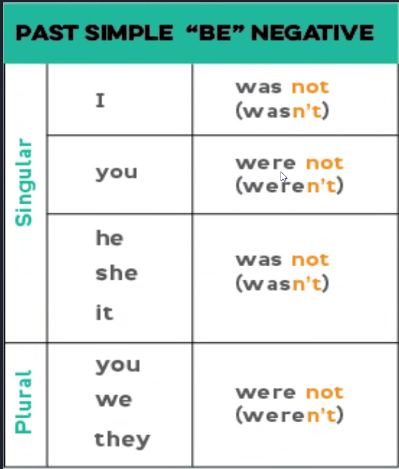 PAST SIMPLE “BE” NEGATIVE
Singular
I
was not
(wasn't)
you
were not
(weren't)
he
she
it
was not
(wasn't)
Plural
you
we
they
were not
(weren't)